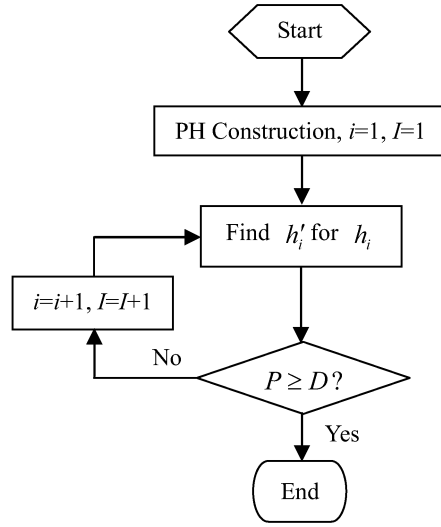 Start
PH Construction, i=1, I=1
Find h′ᵢ for hᵢ
i=i+1, I=I+1
No
P ≥ D?
Yes
End